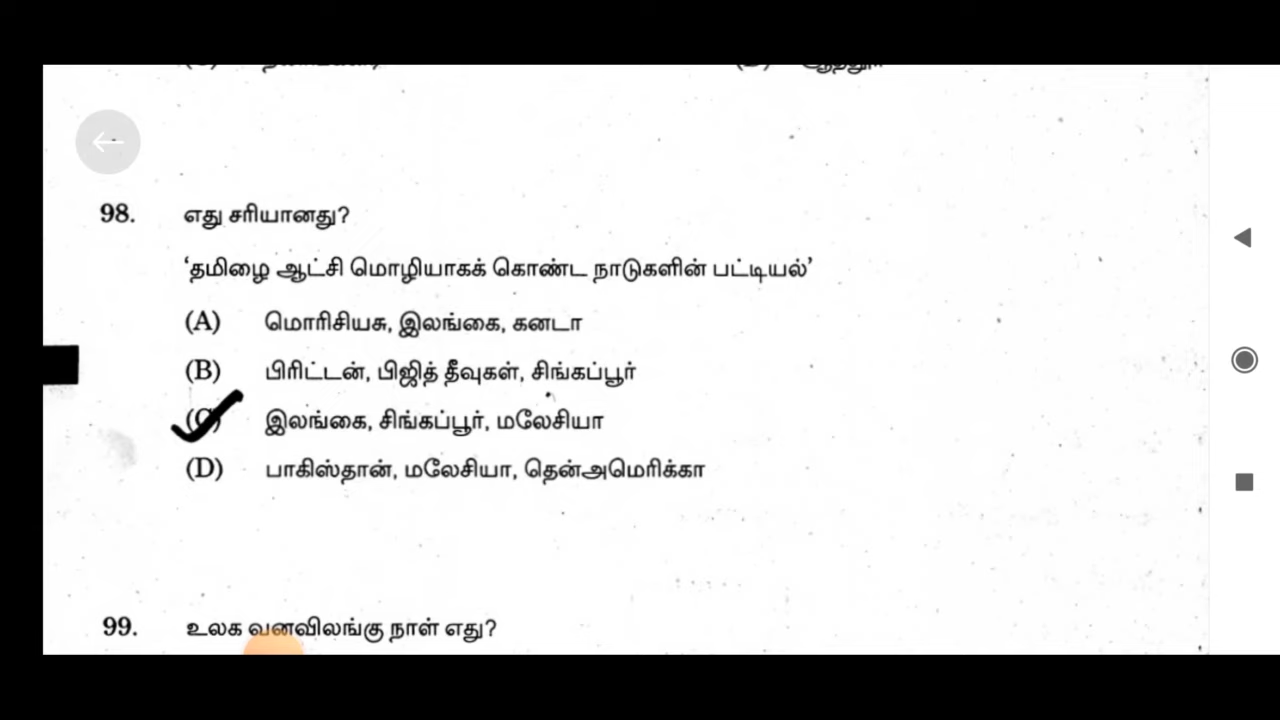 98. எது சரியானது?
‘தமிழை ஆட்சி மொழியாகக் கொண்ட நாடுகளின் பட்டியல்’
(A) மொரிசியசு, இலங்கை, கனடா
(B) பிரிட்டன், பிஜித் தீவுகள், சிங்கப்பூர்
(C) இலங்கை, சிங்கப்பூர், மலேசியா
(D) பாகிஸ்தான், மலேசியா, தென்அமெரிக்கா
99. உலக வனவிலங்கு நாள் எது?